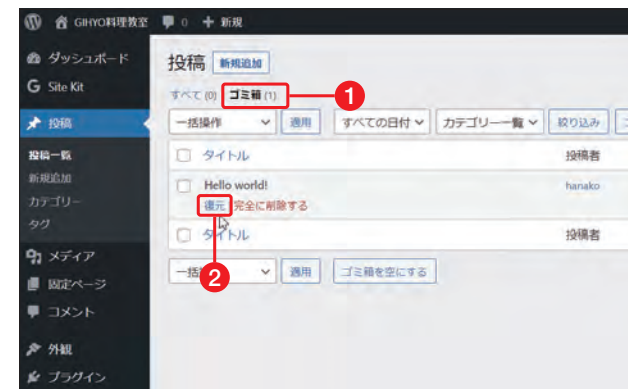 GIHYO料理教室 0 + 新規
ダッシュボード
Site Kit
投稿
投稿一覧
新規追加
カテゴリー
タグ
メディア
固定ページ
コメント
外観
プラグイン
投稿 新規追加
すべて (0) ゴミ箱 (1)
1
一括操作 適用 すべての日付 カテゴリー一覧 絞り込み
タイトル 投稿者
Hello world! hanako
復元 完全に削除する
タイトル 投稿者
2
適用 ゴミ箱を空にする